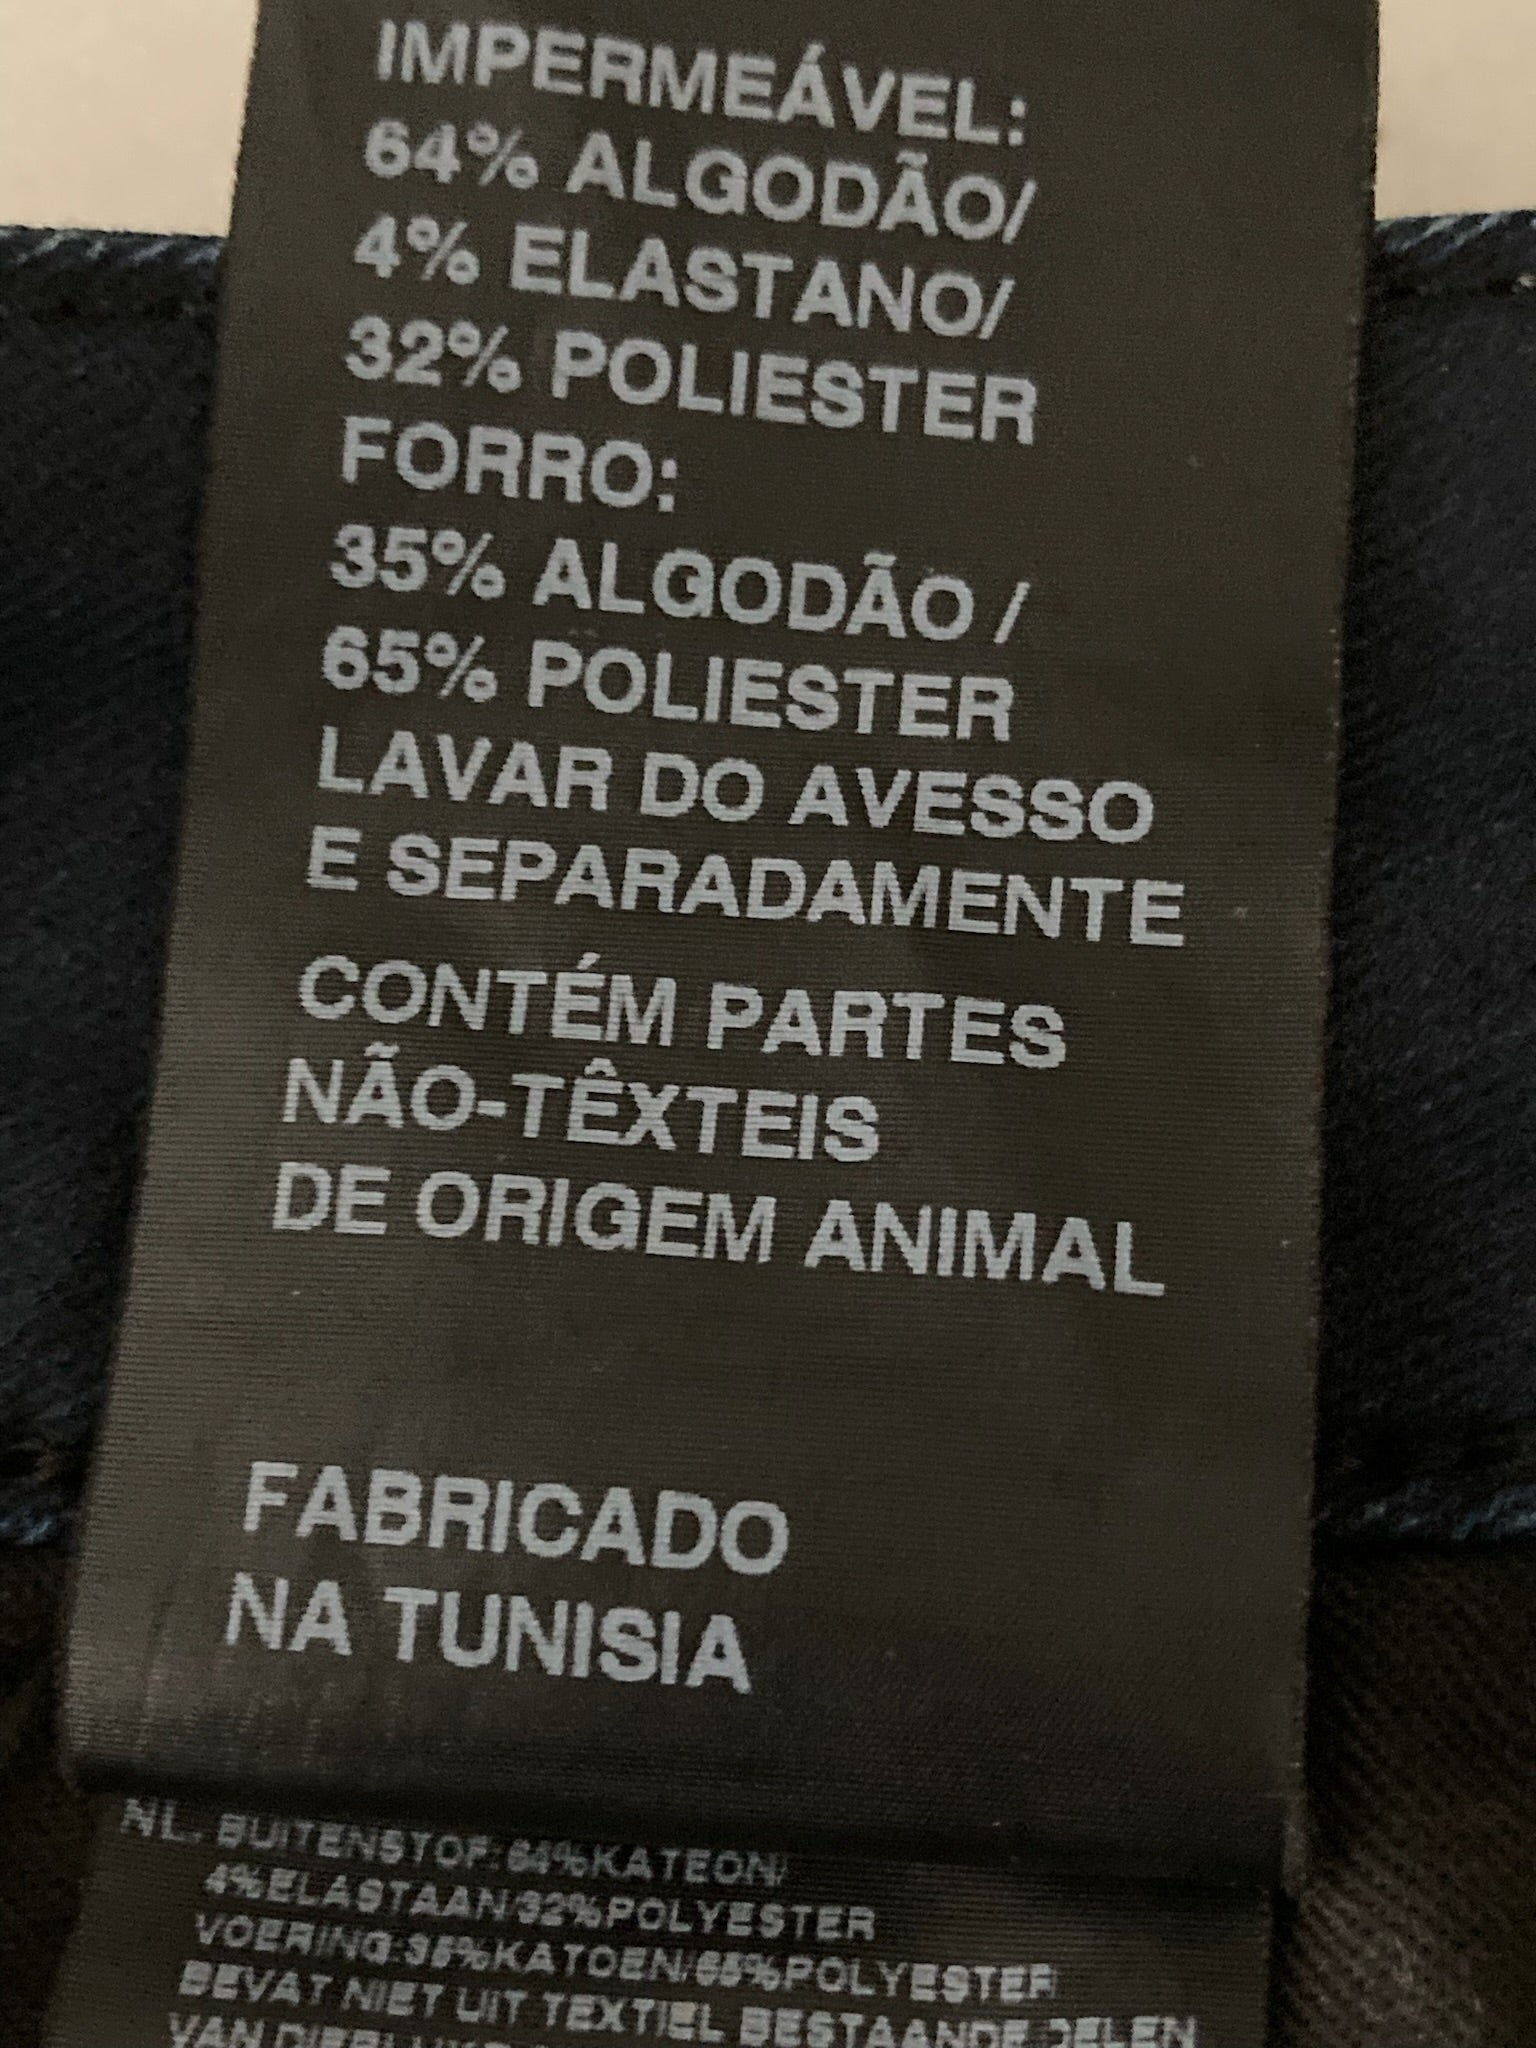 IMPERMEÁVEL:
64% ALGODÃO/
4% ELASTANO/
32% POLIESTER
FORRO:
35% ALGODÃO /
65% POLIESTER
LAVAR DO AVESSO
E SEPARADAMENTE
CONTÉM PARTES
NÃO-TÊXTEIS
DE ORIGEM ANIMAL
FABRICADO
NA TUNISIA
NL. BUITENSTOF: 64%KATEON/
4%ELASTAAN/32%POLYESTER
VOERING:35%KATOEN/65%POLYESTER
BEVAT NIET UIT TEXTIEL BESTAANDE DELEN
VAN